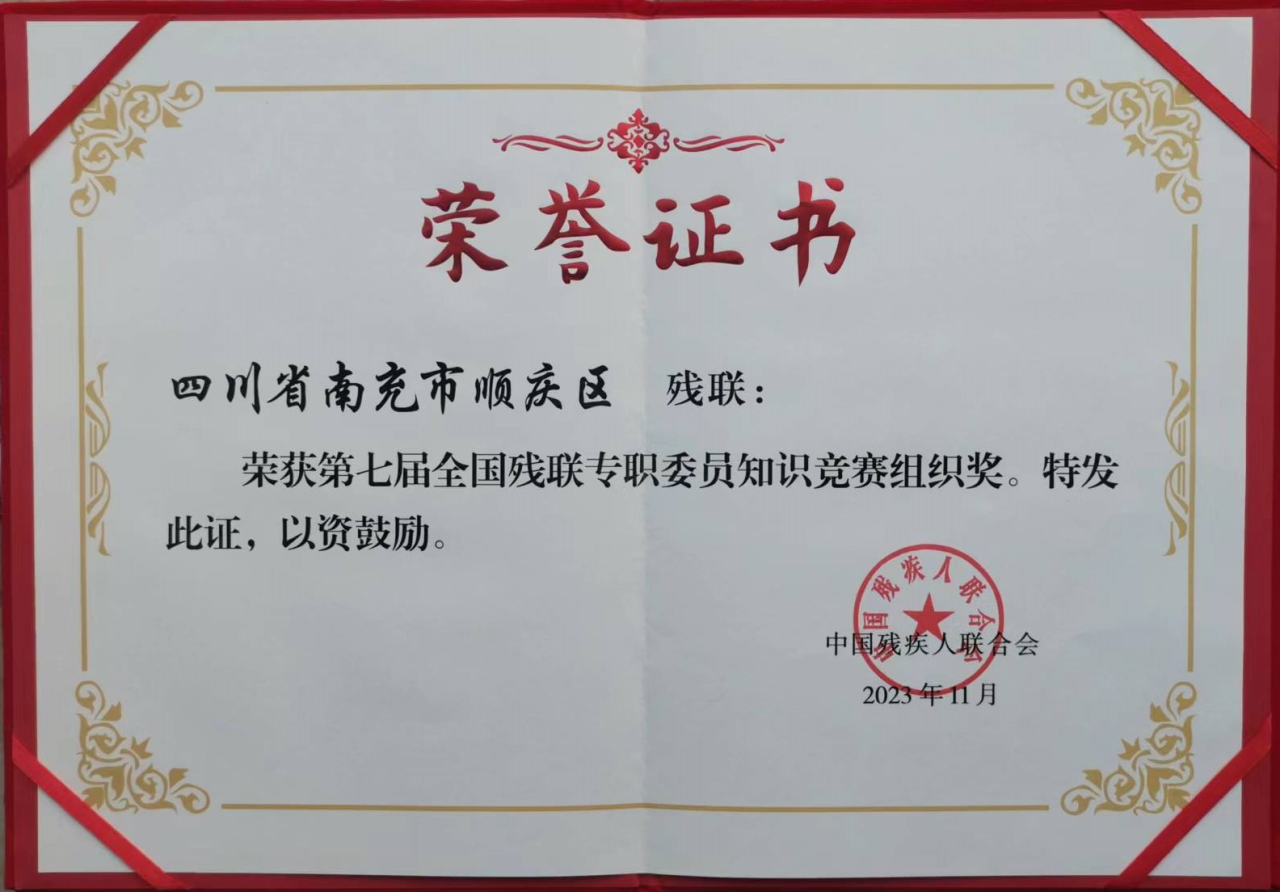 荣誉证书
四川省南充市顺庆区 残联：
荣获第七届全国残联专职委员知识竞赛组织奖。特发
此证，以资鼓励。
中国残疾人联合会
中国残疾人联合会
2023年11月